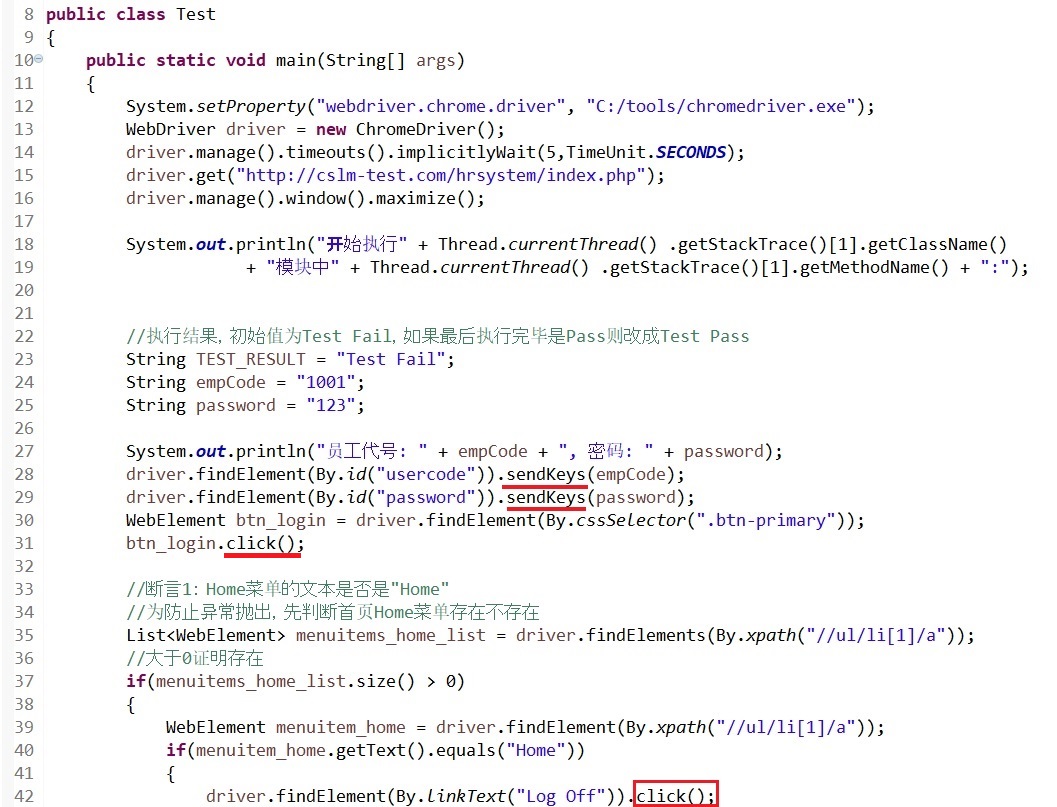 8 public class Test
9 {
10 public static void main(String[] args)
11 {
12 System.setProperty("webdriver.chrome.driver", "C:/tools/chromedriver.exe");
13 WebDriver driver = new ChromeDriver();
14 driver.manage().timeouts().implicitlyWait(5,TimeUnit.SECONDS);
15 driver.get("http://cslm-test.com/hrsystem/index.php");
16 driver.manage().window().maximize();
17
18 System.out.println("开始执行" + Thread.currentThread() .getStackTrace()[1].getClassName()
19 + "模块中" + Thread.currentThread() .getStackTrace()[1].getMethodName() + ":");
20
21
22 //执行结果, 初始值为Test Fail, 如果最后执行完毕是Pass则改成Test Pass
23 String TEST_RESULT = "Test Fail";
24 String empCode = "1001";
25 String password = "123";
26
27 System.out.println("员工代号: " + empCode + ", 密码: " + password);
28 driver.findElement(By.id("usercode")).sendKeys(empCode);
29 driver.findElement(By.id("password")).sendKeys(password);
30 WebElement btn_login = driver.findElement(By.cssSelector(".btn-primary"));
31 btn_login.click();
32
33 //断言1: Home菜单的文本是否是"Home"
34 //为防止异常抛出, 先判断首页Home菜单存在不存在
35 List<WebElement> menuitems_home_list = driver.findElements(By.xpath("//ul/li[1]/a"));
36 //大于0证明存在
37 if(menuitems_home_list.size() > 0)
38 {
39 WebElement menuitem_home = driver.findElement(By.xpath("//ul/li[1]/a"));
40 if(menuitem_home.getText().equals("Home"))
41 {
42 driver.findElement(By.linkText("Log Off")).click();